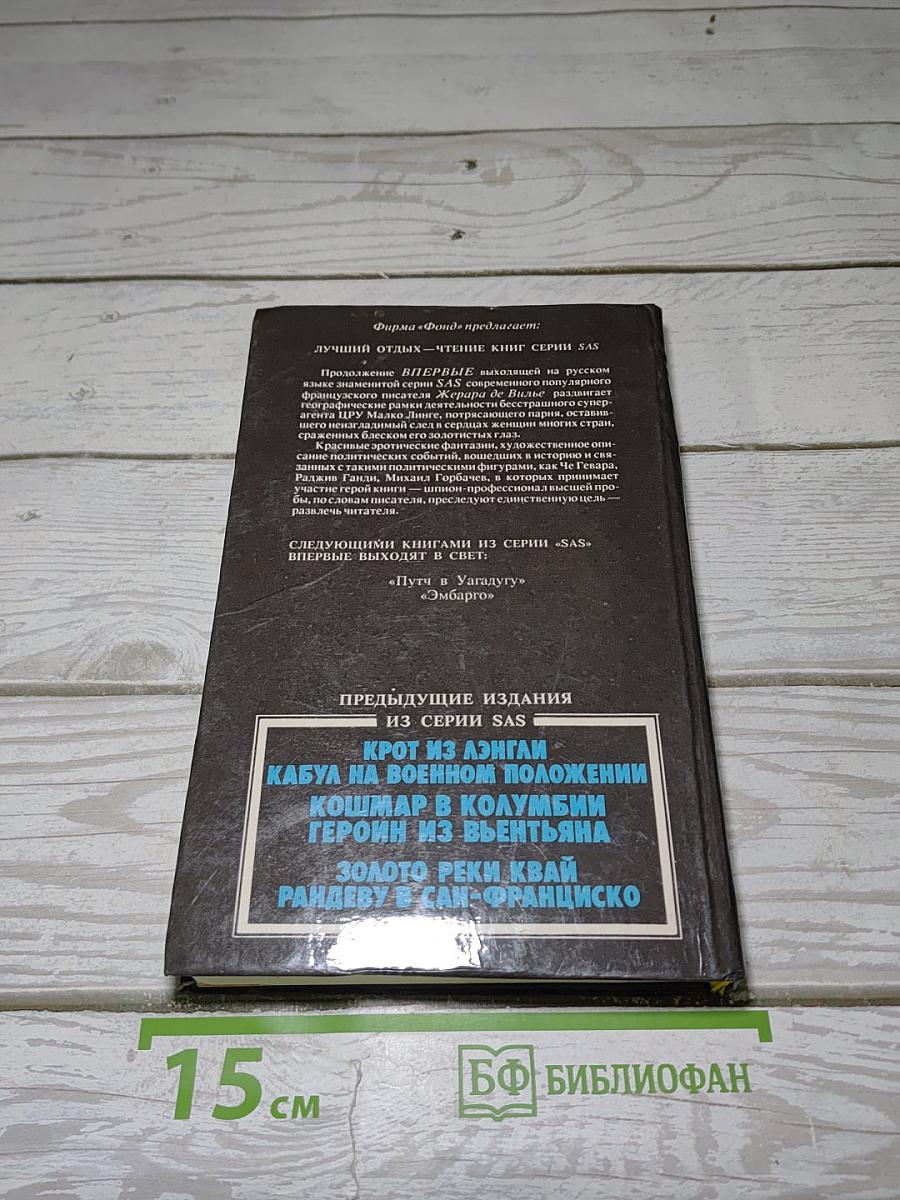 Фирма «Фонд» предлагает:
ЛУЧШИЙ ОТДЫХ — ЧТЕНИЕ КНИГ СЕРИИ SAS
Продолжение ВПЕРВЫЕ выходящей на русском
языке знаменитой серии SAS современного популярного
французского писателя Жерара де Вилье раздвигает
географические рамки деятельности бесстрашного супер-
агента ЦРУ Малко Линге, потрясающего парня, оставив-
шего неизгладимый след в сердцах женщин многих стран,
сраженных блеском его золотистых глаз.
Красивые эротические фантазии, художественное опи-
сание политических событий, вошедших в историю и свя-
занных с такими политическими фигурами, как Че Гевара,
Раджив Ганди, Михаил Горбачев, в которых принимает
участие герой книги — шпион-профессионал высшей про-
бы, по словам писателя, преследуют единственную цель —
развлечь читателя.
СЛЕДУЮЩИМИ КНИГАМИ ИЗ СЕРИИ «SAS»
ВПЕРВЫЕ ВЫХОДЯТ В СВЕТ:
«Путч в Уагадугу»
«Эмбарго»
ПРЕДЫДУЩИЕ ИЗДАНИЯ
ИЗ СЕРИИ SAS
КРОТ ИЗ ЛЭНГЛИ
КАБУЛ НА ВОЕННОМ ПОЛОЖЕНИИ
КОШМАР В КОЛУМБИИ
ГЕРОИН ИЗ ВЬЕНТЬЯНА
ЗОЛОТО РЕКИ КВАЙ
РАНДЕВУ В САН-ФРАНЦИСКО
15 см
БФ БИБЛИОФАН